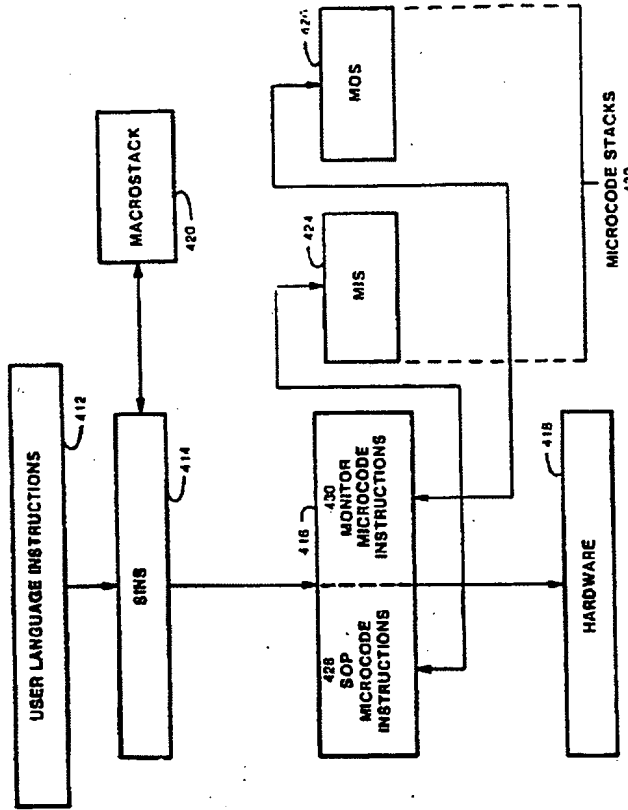 USER LANGUAGE INSTRUCTIONS
412
SINS
414
MACROSTACK
420
416
428
SOP
MICROCODE
INSTRUCTIONS
430
MONITOR
MICROCODE
INSTRUCTIONS
MIS
424
MOS
MICROCODE STACKS
HARDWARE
418